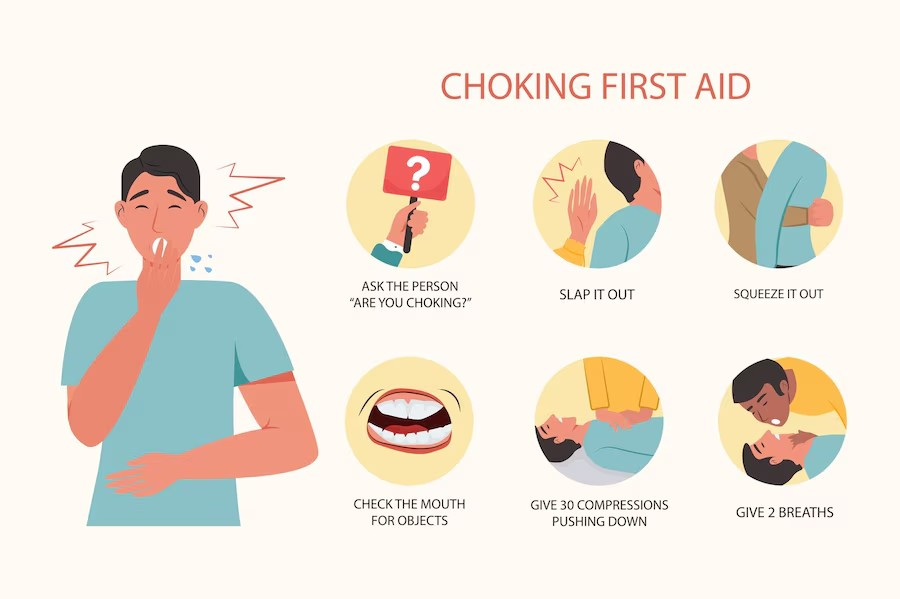 CHOKING FIRST AID
?
ASK THE PERSON
“ARE YOU CHOKING?”
SLAP IT OUT
SQUEEZE IT OUT
CHECK THE MOUTH
FOR OBJECTS
GIVE 30 COMPRESSIONS
PUSHING DOWN
GIVE 2 BREATHS